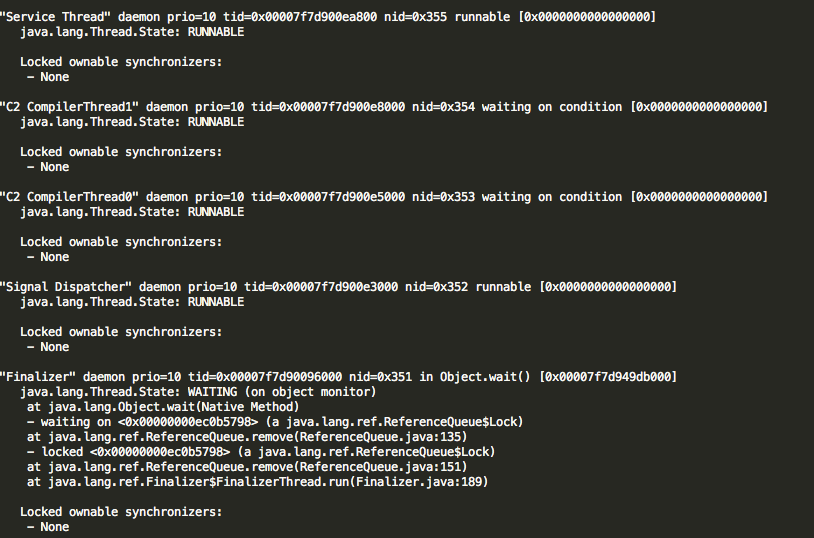 "Service Thread" daemon prio=10 tid=0x00007f7d900ea800 nid=0x355 runnable [0x0000000000000000]
java.lang.Thread.State: RUNNABLE
Locked ownable synchronizers:
- None
"C2 CompilerThread1" daemon prio=10 tid=0x00007f7d900e8000 nid=0x354 waiting on condition [0x0000000000000000]
java.lang.Thread.State: RUNNABLE
Locked ownable synchronizers:
- None
"C2 CompilerThread0" daemon prio=10 tid=0x00007f7d900e5000 nid=0x353 waiting on condition [0x0000000000000000]
java.lang.Thread.State: RUNNABLE
Locked ownable synchronizers:
- None
"Signal Dispatcher" daemon prio=10 tid=0x00007f7d900e3000 nid=0x352 runnable [0x0000000000000000]
java.lang.Thread.State: RUNNABLE
Locked ownable synchronizers:
- None
"Finalizer" daemon prio=10 tid=0x00007f7d90096000 nid=0x351 in Object.wait() [0x00007f7d949db000]
java.lang.Thread.State: WAITING (on object monitor)
at java.lang.Object.wait(Native Method)
- waiting on <0x00000000ec0b5798> (a java.lang.ref.ReferenceQueue$Lock)
at java.lang.ref.ReferenceQueue.remove(ReferenceQueue.java:135)
- locked <0x00000000ec0b5798> (a java.lang.ref.ReferenceQueue$Lock)
at java.lang.ref.ReferenceQueue.remove(ReferenceQueue.java:151)
at java.lang.ref.Finalizer$FinalizerThread.run(Finalizer.java:189)
Locked ownable synchronizers:
- None